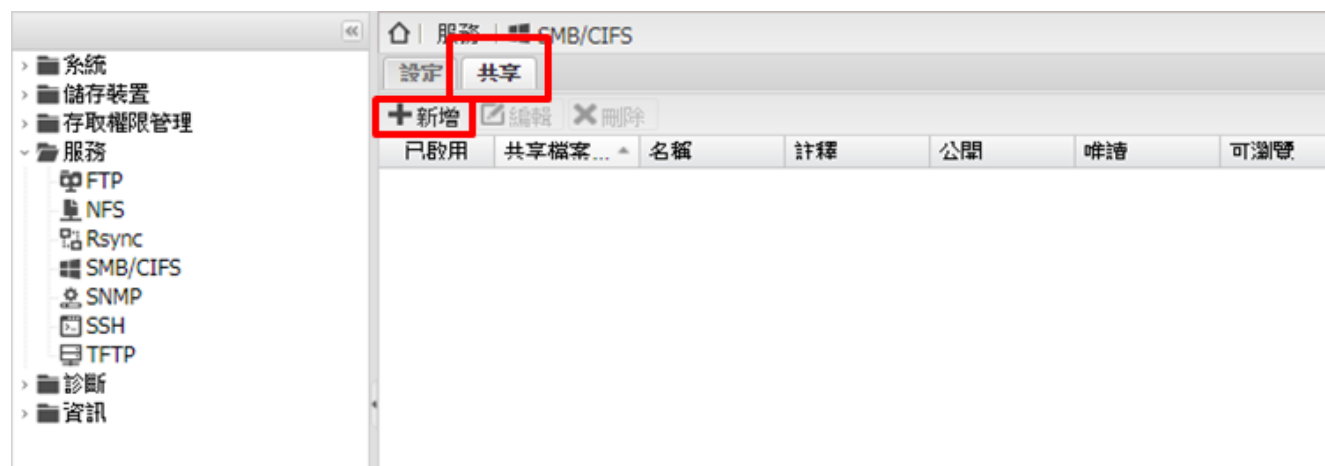 服務 SMB/CIFS
設定 共享
新增 編輯 刪除
已啟用 共享檔案... 名稱 註釋 公開 唯讀 可瀏覽
系統
儲存裝置
存取權限管理
服務
FTP
NFS
Rsync
SMB/CIFS
SNMP
SSH
TFTP
診斷
資訊